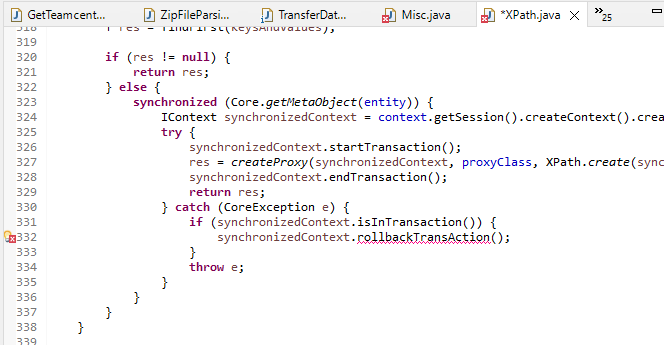 GetTeamcent... ZipFileParsi... TransferDat... Misc.java *XPath.java »25
318 T res = findFirst(keysAndValues);
319
320 if (res != null) {
321 return res;
322 } else {
323 synchronized (Core.getMetaObject(entity)) {
324 IContext synchronizedContext = context.getSession().createContext().crea
325 try {
326 synchronizedContext.startTransaction();
327 res = createProxy(synchronizedContext, proxyClass, XPath.create(sync
328 synchronizedContext.endTransaction();
329 return res;
330 } catch (CoreException e) {
331 if (synchronizedContext.isInTransaction()) {
332 synchronizedContext.rollbackTransAction();
333 }
334 throw e;
335 }
336 }
337 }
338 }
339